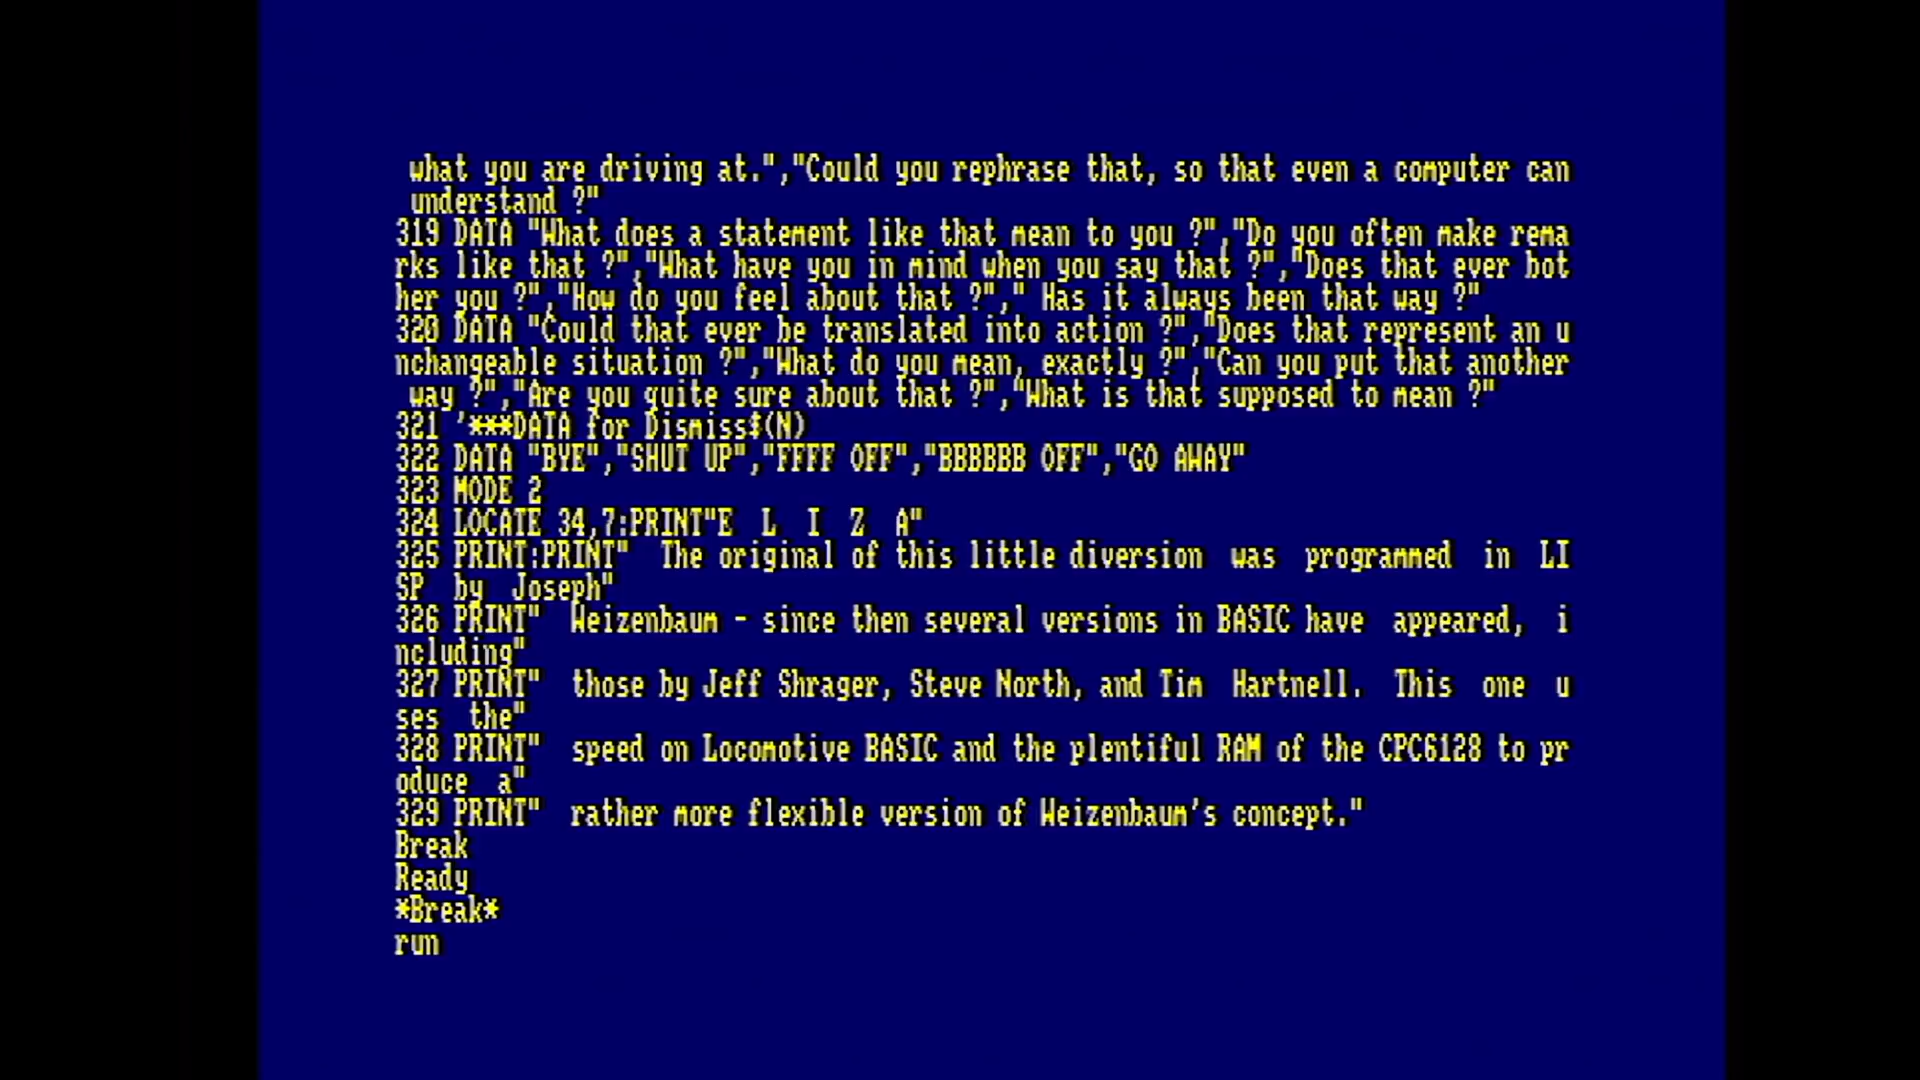 what you are driving at.","Could you rephrase that, so that even a computer can
 understand ?"
319 DATA "What does a statement like that mean to you ?","Do you often make rema
rks like that ?","What have you in mind when you say that ?","Does that ever bot
her you ?","How do you feel about that ?"," Has it always been that way ?"
320 DATA "Could that ever be translated into action ?","Does that represent an u
nchangeable situation ?","What do you mean, exactly ?","Can you put that another
 way ?","Are you quite sure about that ?","What is that supposed to mean ?"
321 '***DATA for Dismiss$(N)
322 DATA "BYE","SHUT UP","FFFF OFF","BBBBBB OFF","GO AWAY"
323 MODE 2
324 LOCATE 34,7:PRINT"E  L  I  Z  A"
325 PRINT:PRINT"  The original of this little diversion  was  programmed  in  LI
SP  by  Joseph"
326 PRINT"  Weizenbaum - since then several versions in BASIC have  appeared,  i
ncluding"
327 PRINT"  those by Jeff Shrager, Steve North, and Tim  Hartnell.  This  one  u
ses  the"
328 PRINT"  speed on Locomotive BASIC and the plentiful RAM of the CPC6128 to pr
oduce  a"
329 PRINT"  rather more flexible version of Weizenbaum's concept."
Break
Ready
*Break*
run